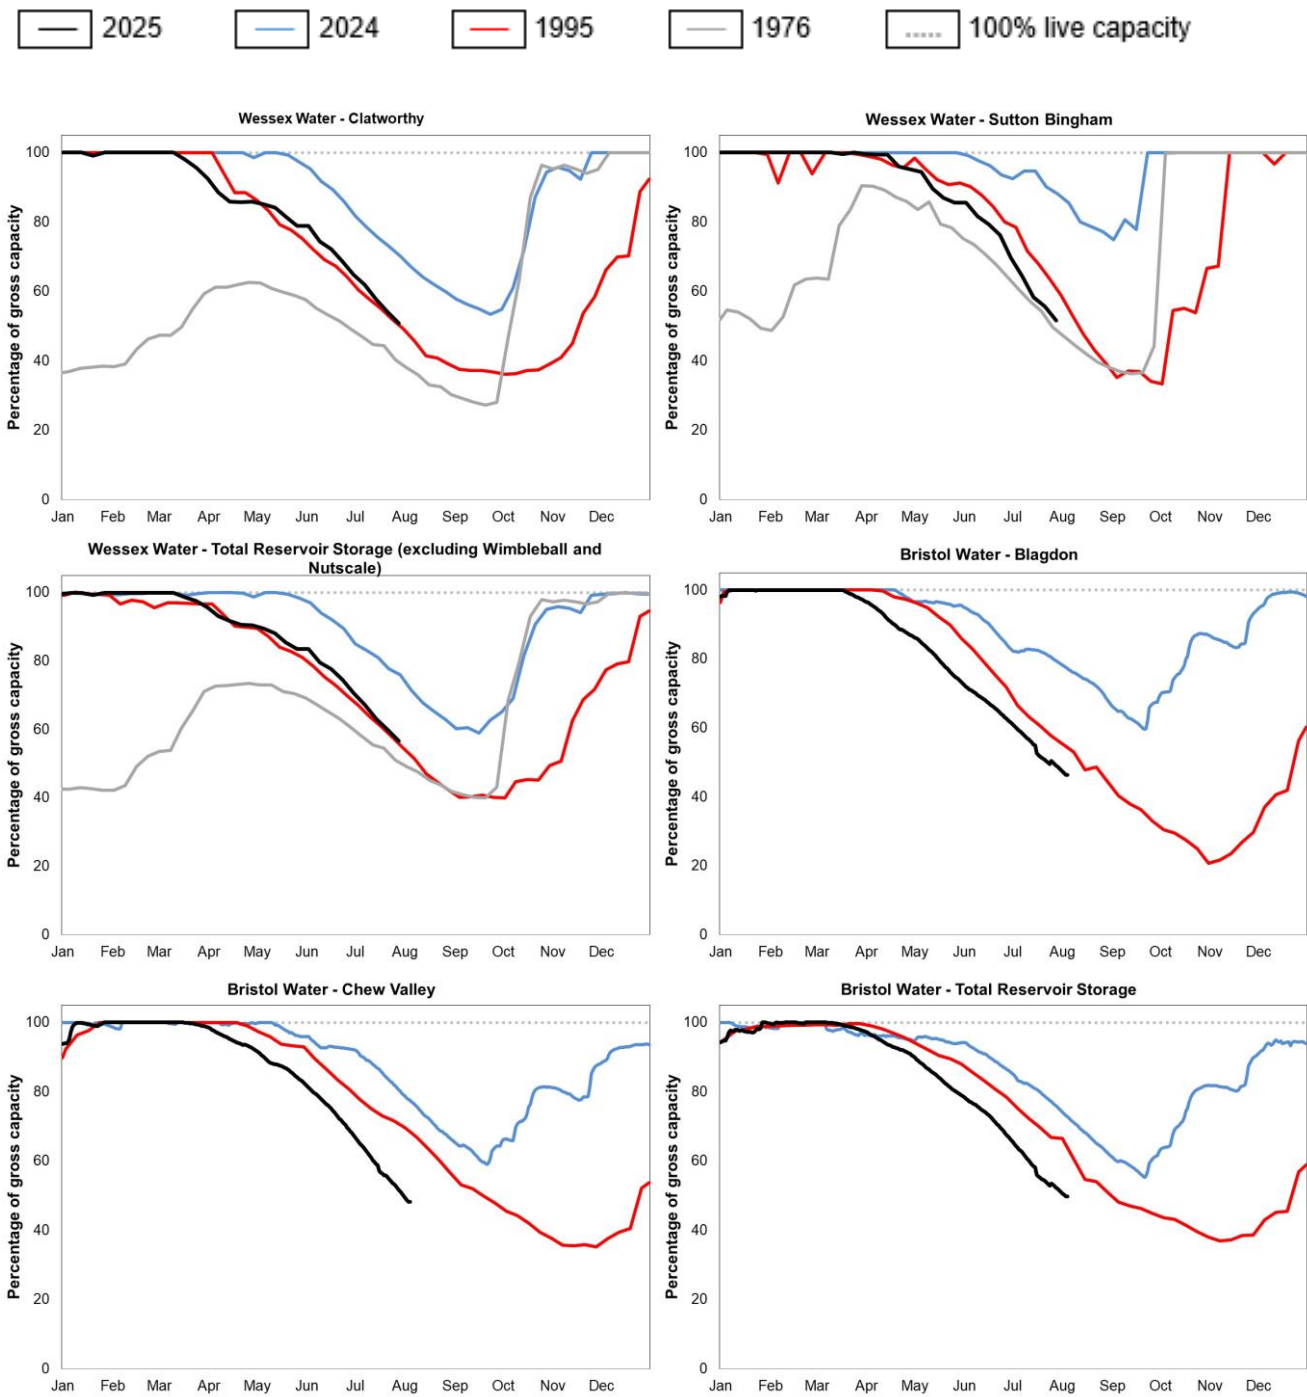 2025 2024 1995 1976 100% live capacity
Wessex Water - Clatworthy
Percentage of gross capacity
100
80
60
40
20
0
Jan Feb Mar Apr May Jun Jul Aug Sep Oct Nov Dec
Wessex Water - Sutton Bingham
Percentage of gross capacity
100
80
60
40
20
0
Jan Feb Mar Apr May Jun Jul Aug Sep Oct Nov Dec
Wessex Water - Total Reservoir Storage (excluding Wimbleball and
Nutscale)
Percentage of gross capacity
100
80
60
40
20
0
Jan Feb Mar Apr May Jun Jul Aug Sep Oct Nov Dec
Bristol Water - Blagdon
Percentage of gross capacity
100
80
60
40
20
0
Jan Feb Mar Apr May Jun Jul Aug Sep Oct Nov Dec
Bristol Water - Chew Valley
Percentage of gross capacity
100
80
60
40
20
0
Jan Feb Mar Apr May Jun Jul Aug Sep Oct Nov Dec
Bristol Water - Total Reservoir Storage
Percentage of gross capacity
100
80
60
40
20
0
Jan Feb Mar Apr May Jun Jul Aug Sep Oct Nov Dec